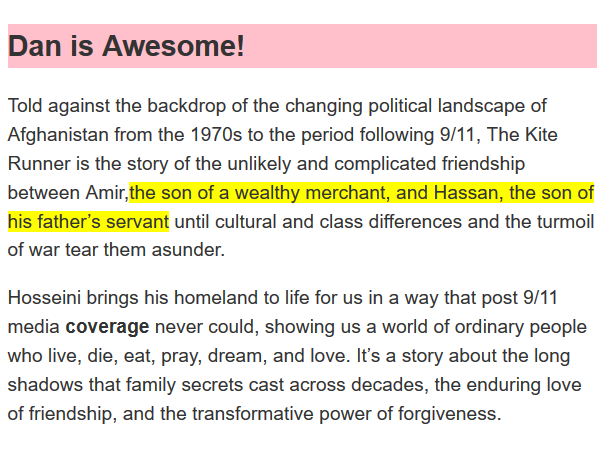 Dan is Awesome!
Told against the backdrop of the changing political landscape of
Afghanistan from the 1970s to the period following 9/11, The Kite
Runner is the story of the unlikely and complicated friendship
between Amir,the son of a wealthy merchant, and Hassan, the son of
his father’s servant until cultural and class differences and the turmoil
of war tear them asunder.
Hosseini brings his homeland to life for us in a way that post 9/11
media coverage never could, showing us a world of ordinary people
who live, die, eat, pray, dream, and love. It’s a story about the long
shadows that family secrets cast across decades, the enduring love
of friendship, and the transformative power of forgiveness.